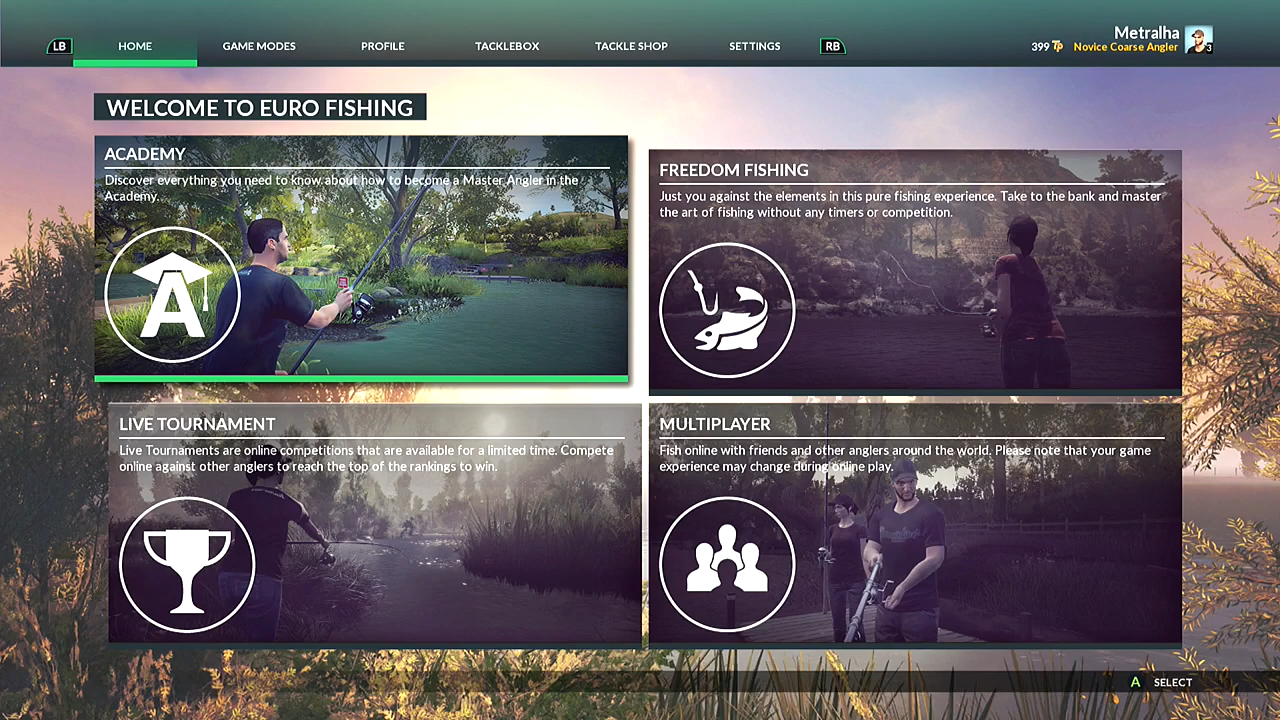 LB HOME GAME MODES PROFILE TACKLEBOX TACKLE SHOP SETTINGS RB
Metralha
399 TP Novice Coarse Angler 3
WELCOME TO EURO FISHING
ACADEMY
Discover everything you need to know about how to become a Master Angler in the
Academy.
A
FREEDOM FISHING
Just you against the elements in this pure fishing experience. Take to the bank and master
the art of fishing without any timers or competition.
LIVE TOURNAMENT
Live Tournaments are online competitions that are available for a limited time. Compete
online against other anglers to reach the top of the rankings to win.
MULTIPLAYER
Fish online with friends and other anglers around the world. Please note that your game
experience may change during online play.
A SELECT